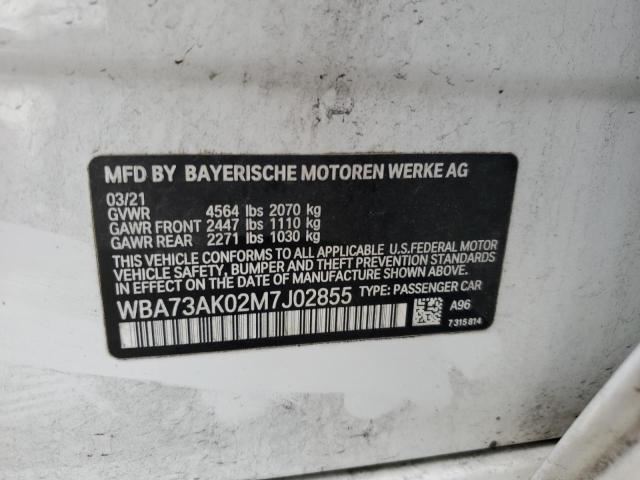 MFD BY BAYERISCHE MOTOREN WERKE AG
03/21
GVWR 4564 lbs 2070 kg
GAWR FRONT 2447 lbs 1110 kg
GAWR REAR 2271 lbs 1030 kg
THIS VEHICLE CONFORMS TO ALL APPLICABLE U.S.FEDERAL MOTOR
VEHICLE SAFETY, BUMPER, AND THEFT PREVENTION STANDARDS
IN EFFECT ON THE DATE OF MANUFACTURE SHOWN ABOVE.
WBA73AK02M7J02855 TYPE: PASSENGER CAR
A96
7315814